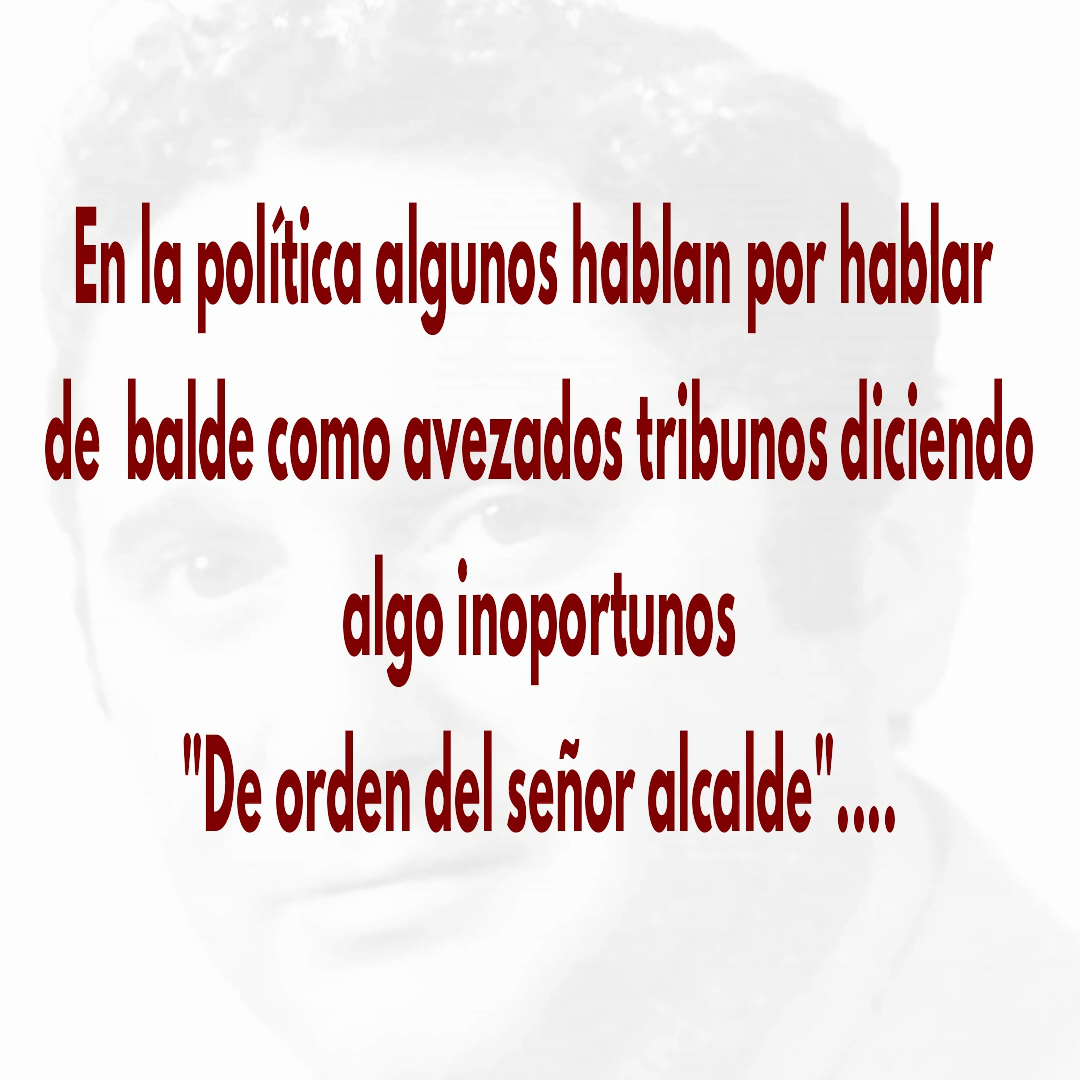 En la política algunos hablan por hablar
de balde como avezados tribunos diciendo
algo inoportunos
"De orden del señor alcalde"....